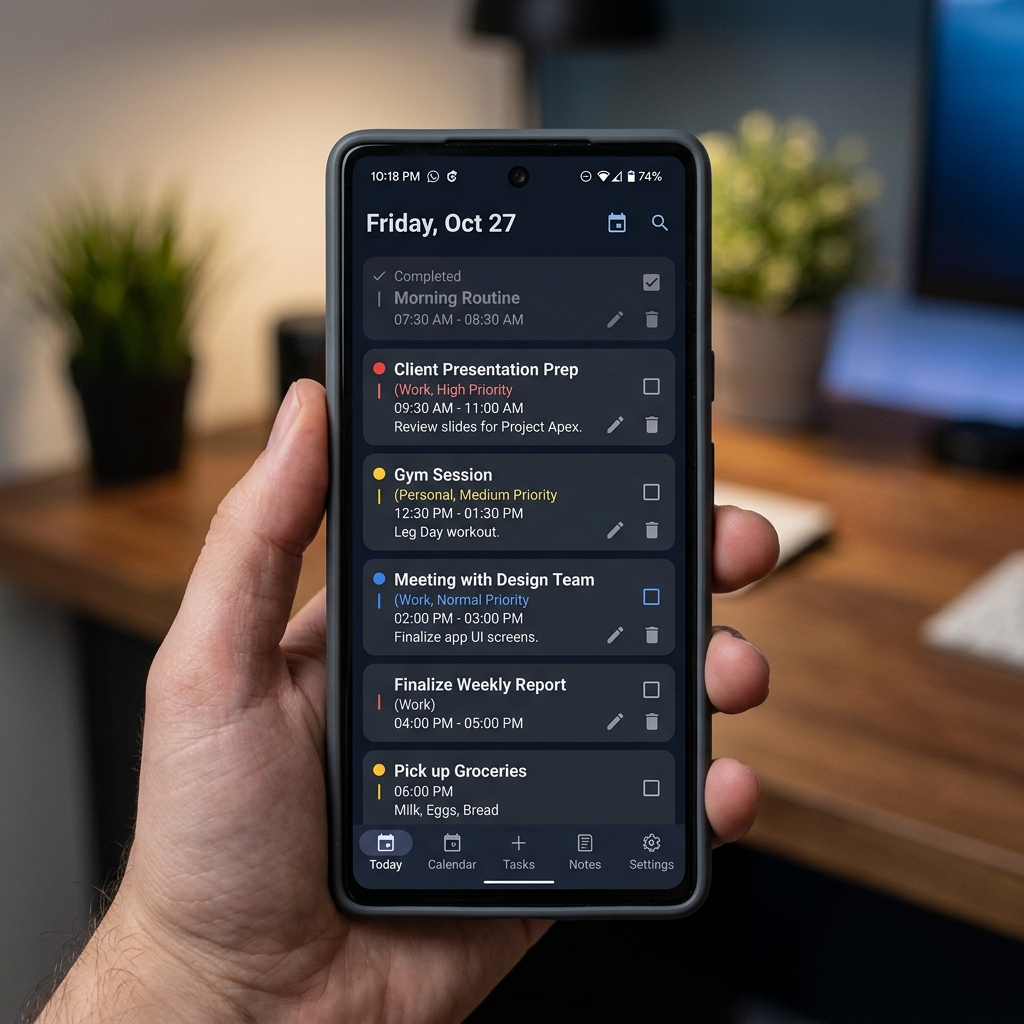 10:18 PM 74%
Friday, Oct 27
Completed
Morning Routine
07:30 AM - 08:30 AM
Client Presentation Prep
(Work, High Priority
09:30 AM - 11:00 AM
Review slides for Project Apex.
Gym Session
(Personal, Medium Priority
12:30 PM - 01:30 PM
Leg Day workout.
Meeting with Design Team
(Work, Normal Priority
02:00 PM - 03:00 PM
Finalize app UI screens.
Finalize Weekly Report
(Work)
04:00 PM - 05:00 PM
Pick up Groceries
06:00 PM
Milk, Eggs, Bread
Today Calendar Tasks Notes Settings